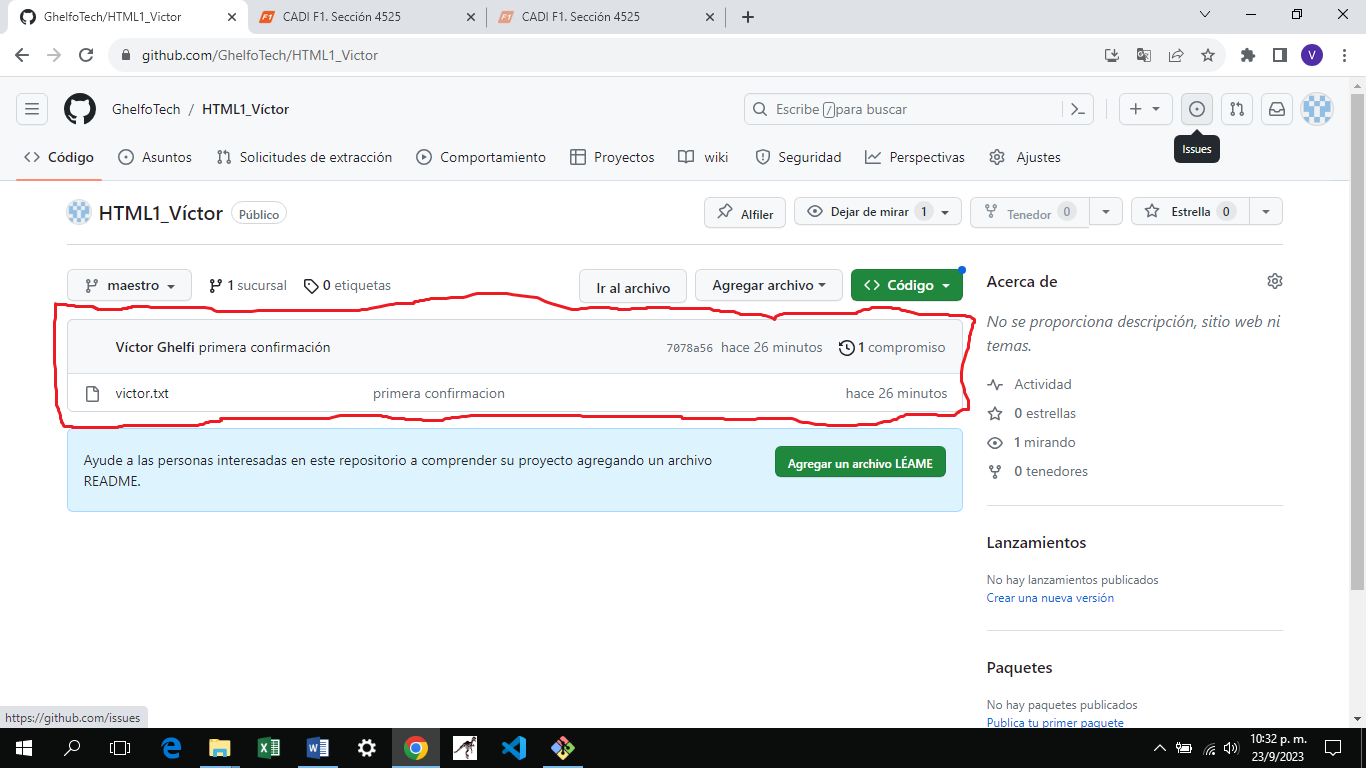 GhelfoTech/HTML1_Victor
CADI F1. Sección 4525
CADI F1. Sección 4525
github.com/GhelfoTech/HTML1_Victor
V
GhelfoTech / HTML1_Víctor
Escribe / para buscar
Código
Asuntos
Solicitudes de extracción
Comportamiento
Proyectos
wiki
Seguridad
Perspectivas
Ajustes
Issues
HTML1_Víctor
Público
Alfiler
Dejar de mirar 1
Tenedor 0
Estrella 0
maestro
1 sucursal
0 etiquetas
Ir al archivo
Agregar archivo
Código
Víctor Ghelfi primera confirmación
7078a56 hace 26 minutos
1 compromiso
victor.txt
primera confirmacion
hace 26 minutos
Ayude a las personas interesadas en este repositorio a comprender su proyecto agregando un archivo
README.
Agregar un archivo LÉAME
Acerca de
No se proporciona descripción, sitio web ni
temas.
Actividad
0 estrellas
1 mirando
0 tenedores
Lanzamientos
No hay lanzamientos publicados
Crear una nueva versión
Paquetes
No hay paquetes publicados
Publica tu primer paquete
https://github.com/issues
10:32 p. m.
23/9/2023